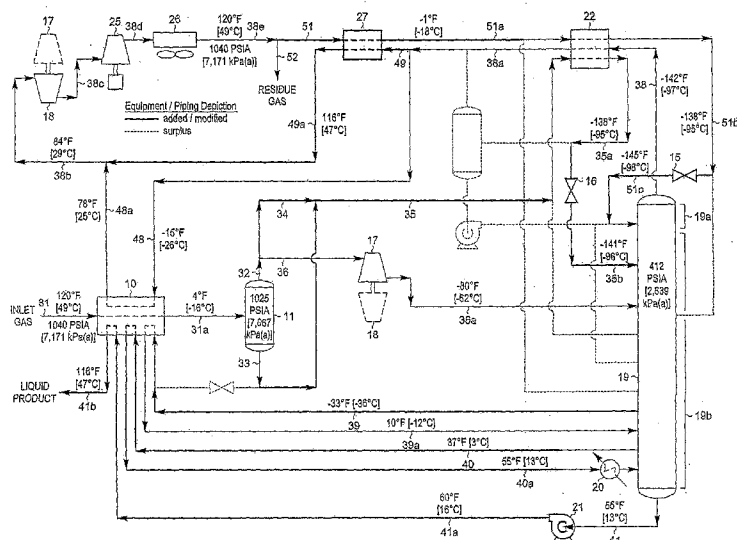 17
25
38d
26
120°F
[49°C]
38e
1040 PSIA
[7,171 kPa(a)]
51
27
-1°F
[-18°C]
51a
22
52
RESIDUE
GAS
49
38a
38
-142°F
[-97°C]
18
38c
Equipment / Piping Depiction
added / modified
surplus
49a
116°F
[47°C]
-138°F
[-95°C]
51b
-139°F
[-95°C]
35a
-145°F
[-98°C]
51c
15
84°F
[29°C]
38b
16
78°F
[25°C]
48a
34
35
19a
48
-15°F
[-26°C]
32
36
17
-141°F
[-96°C]
35b
412
PSIA
[2,839
kPa(a)]
INLET
GAS
31
120°F
[49°C]
10
1040 PSIA
[7,171 kPa(a)]
4°F
[-16°C]
31a
1025
PSIA
[7,067
kPa(a)]
11
18
-80°F
[-62°C]
36a
33
116°F
[47°C]
LIQUID
PRODUCT
41b
19
19b
-33°F [-36°C]
39
10°F [-12°C]
39a
37°F [3°C]
40
55°F [13°C]
40a
20
60°F
[16°C]
41a
21
55°F
[13°C]
41